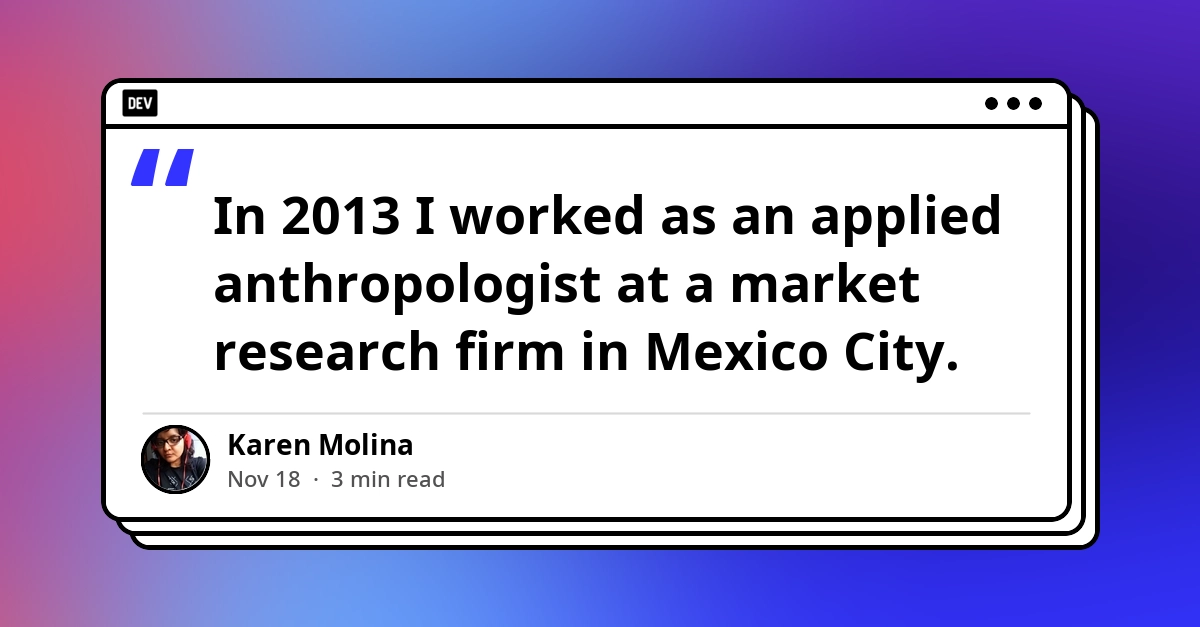 DEV
“
In 2013 I worked as an applied
anthropologist at a market
research firm in Mexico City.
Karen Molina
Nov 18 · 3 min read